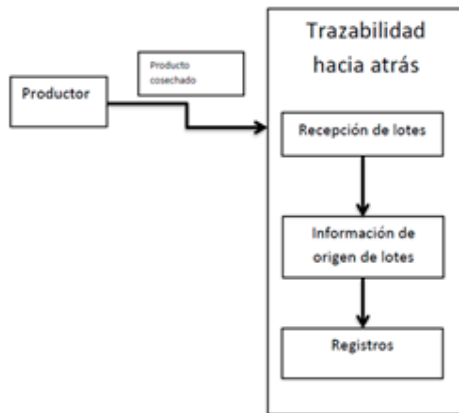 Trazabilidad
hacia atrás
Producto
cosechado
Productor
Recepción de lotes
Información de
origen de lotes
Registros